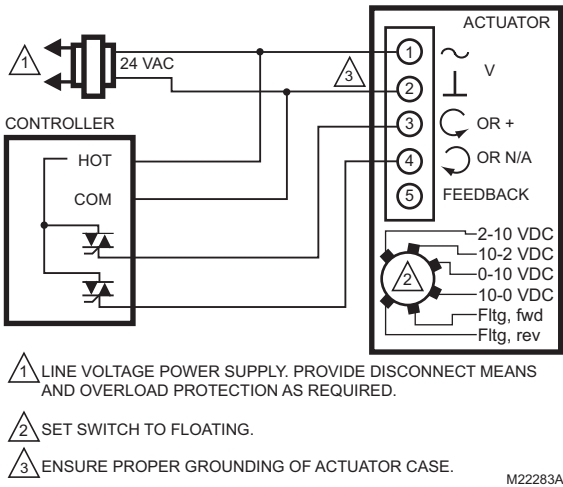 ACTUATOR
1
24 VAC
3
1
V
2
CONTROLLER
3
OR +
HOT
4
OR N/A
COM
5
FEEDBACK
2-10 VDC
10-2 VDC
0-10 VDC
2
10-0 VDC
Fltg, fwd
Fltg, rev
1 LINE VOLTAGE POWER SUPPLY. PROVIDE DISCONNECT MEANS
AND OVERLOAD PROTECTION AS REQUIRED.
2 SET SWITCH TO FLOATING.
3 ENSURE PROPER GROUNDING OF ACTUATOR CASE.
M22283A